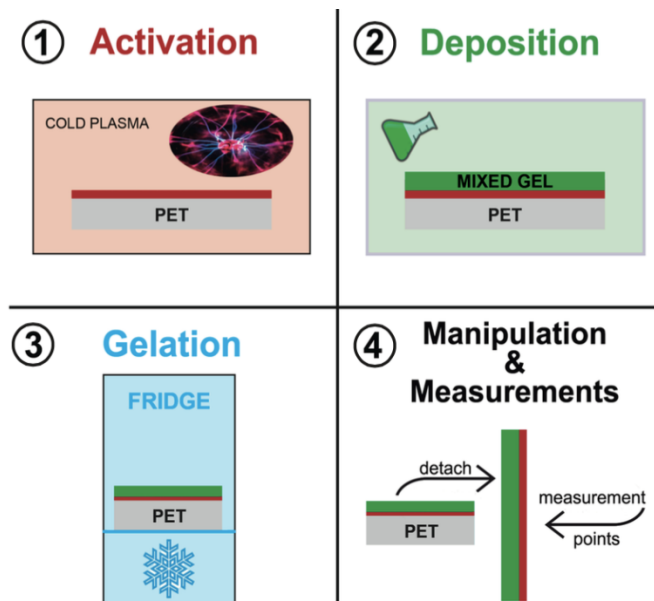 1 Activation
COLD PLASMA
PET
2 Deposition
MIXED GEL
PET
3 Gelation
FRIDGE
PET
4 Manipulation
&
Measurements
detach
PET
measurement
points